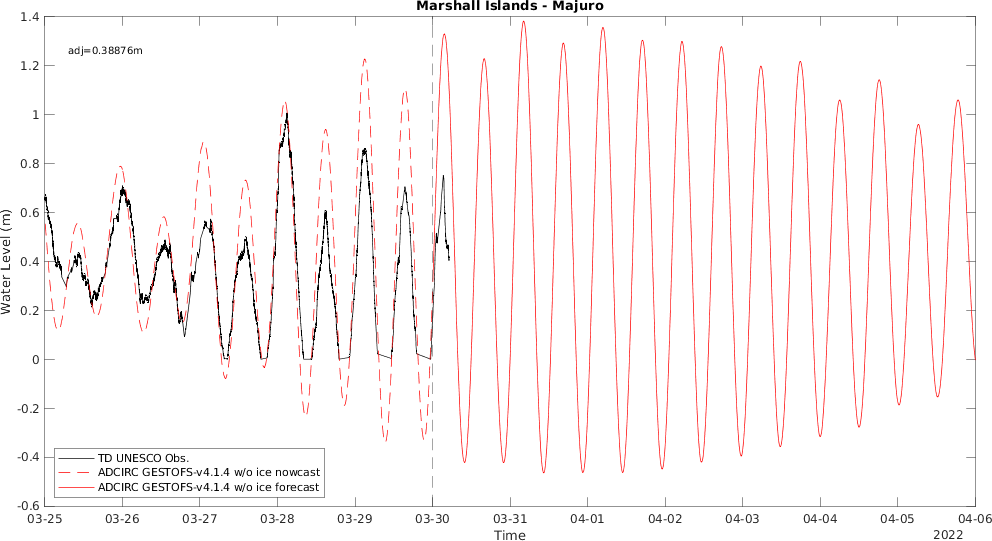 Marshall Islands - Majuro
adj=0.38876m
Water Level (m)
1.4
1.2
1
0.8
0.6
0.4
0.2
0
-0.2
-0.4
-0.6
TD UNESCO Obs.
ADCIRC GESTOFS-v4.1.4 w/o ice nowcast
ADCIRC GESTOFS-v4.1.4 w/o ice forecast
03-25 03-26 03-27 03-28 03-29 03-30 03-31 04-01 04-02 04-03 04-04 04-05 04-06
Time
2022